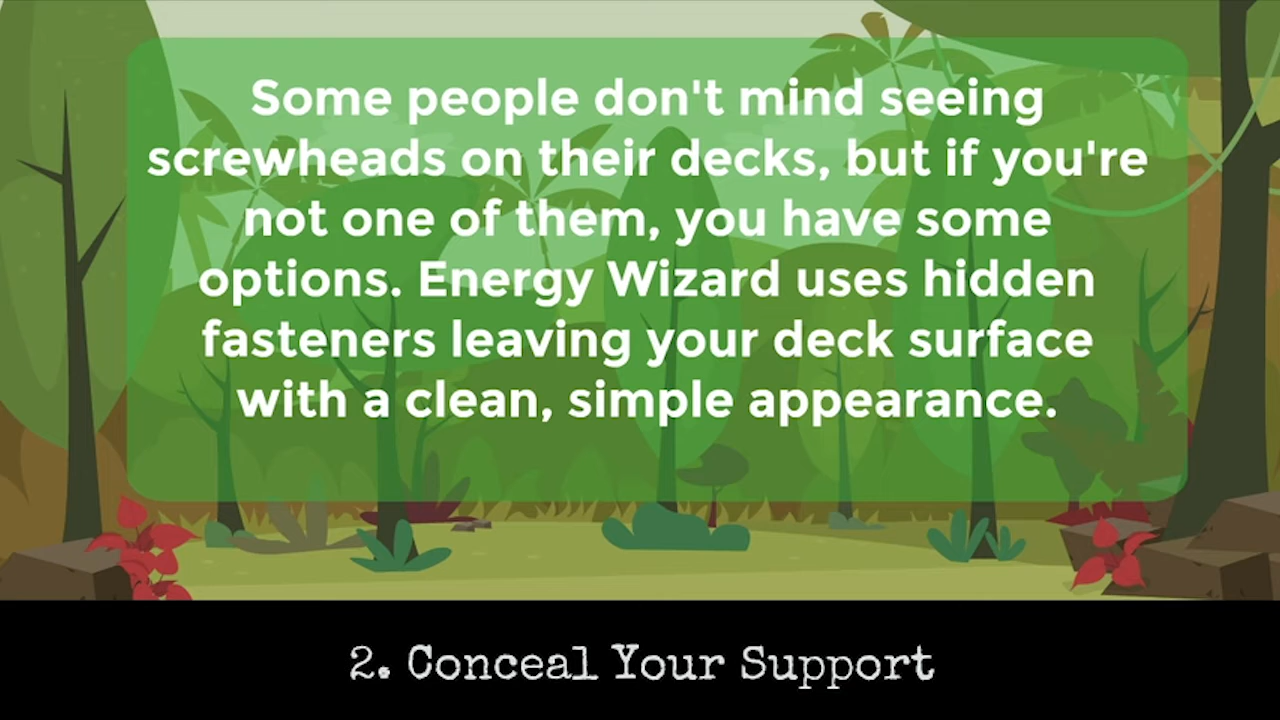 Some people don't mind seeing
screwheads on their decks, but if you're
not one of them, you have some
options. Energy Wizard uses hidden
fasteners leaving your deck surface
with a clean, simple appearance.
2. Conceal Your Support